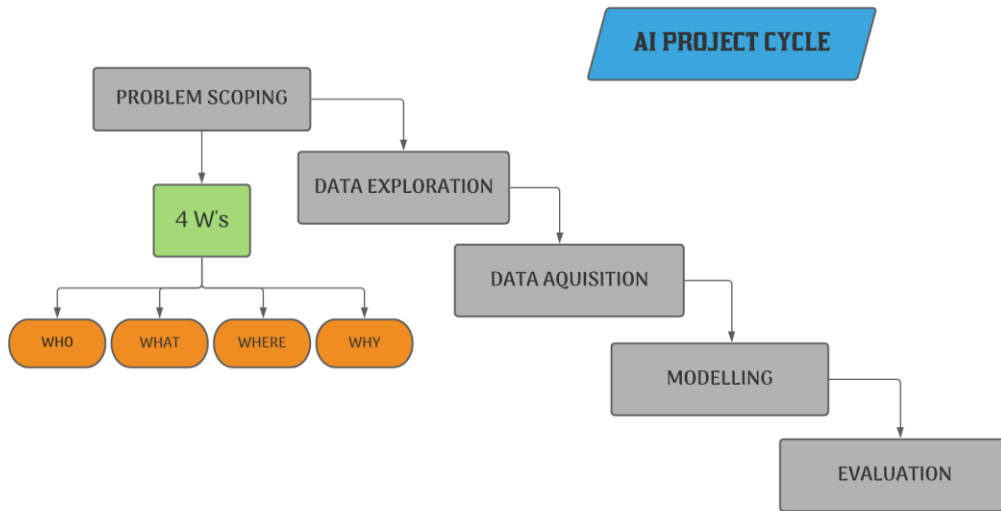 AI PROJECT CYCLE
PROBLEM SCOPING
DATA EXPLORATION
4 W's
DATA AQUISITION
WHO
WHAT
WHERE
WHY
MODELLING
EVALUATION